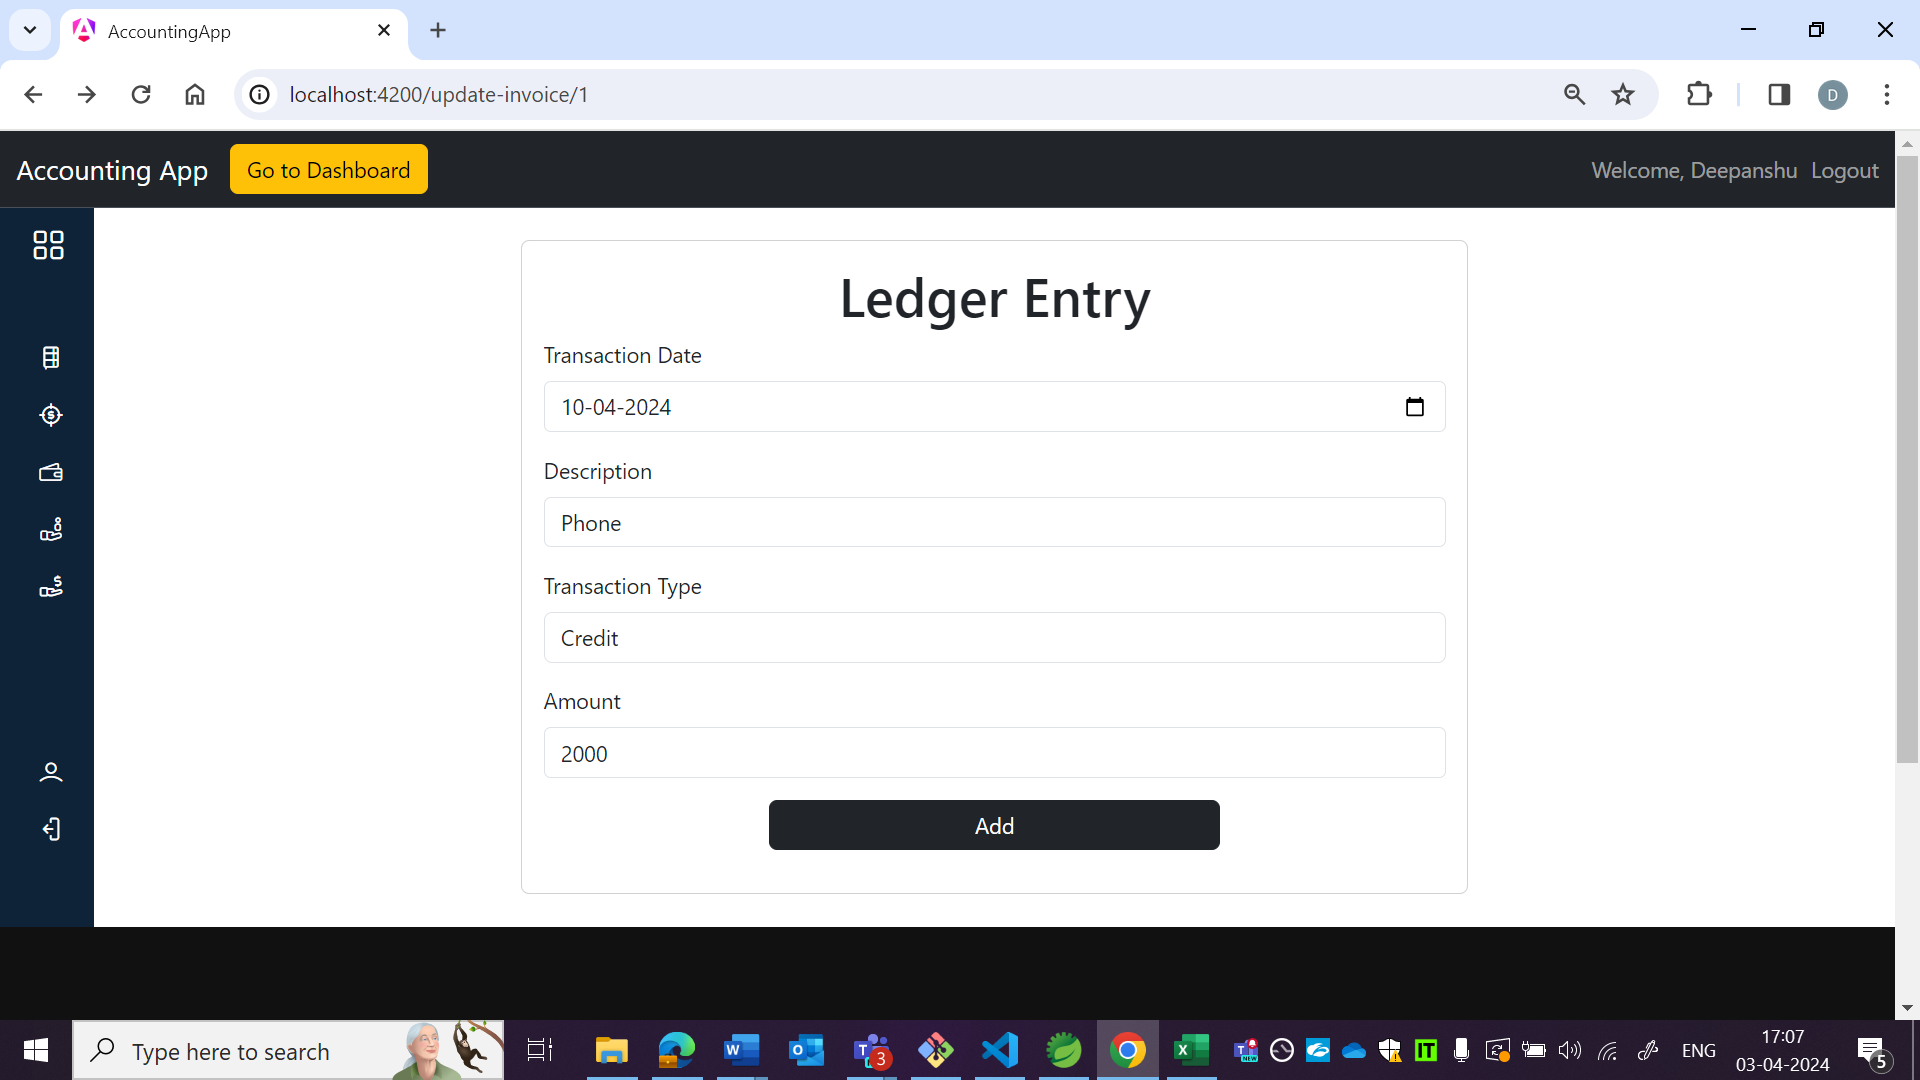 AccountingApp
localhost:4200/update-invoice/1
D
Accounting App
Go to Dashboard
Welcome, Deepanshu
Logout
Ledger Entry
Transaction Date
10-04-2024
Description
Phone
Transaction Type
Credit
Amount
2000
Add
Type here to search
3
ENG
17:07
03-04-2024
5